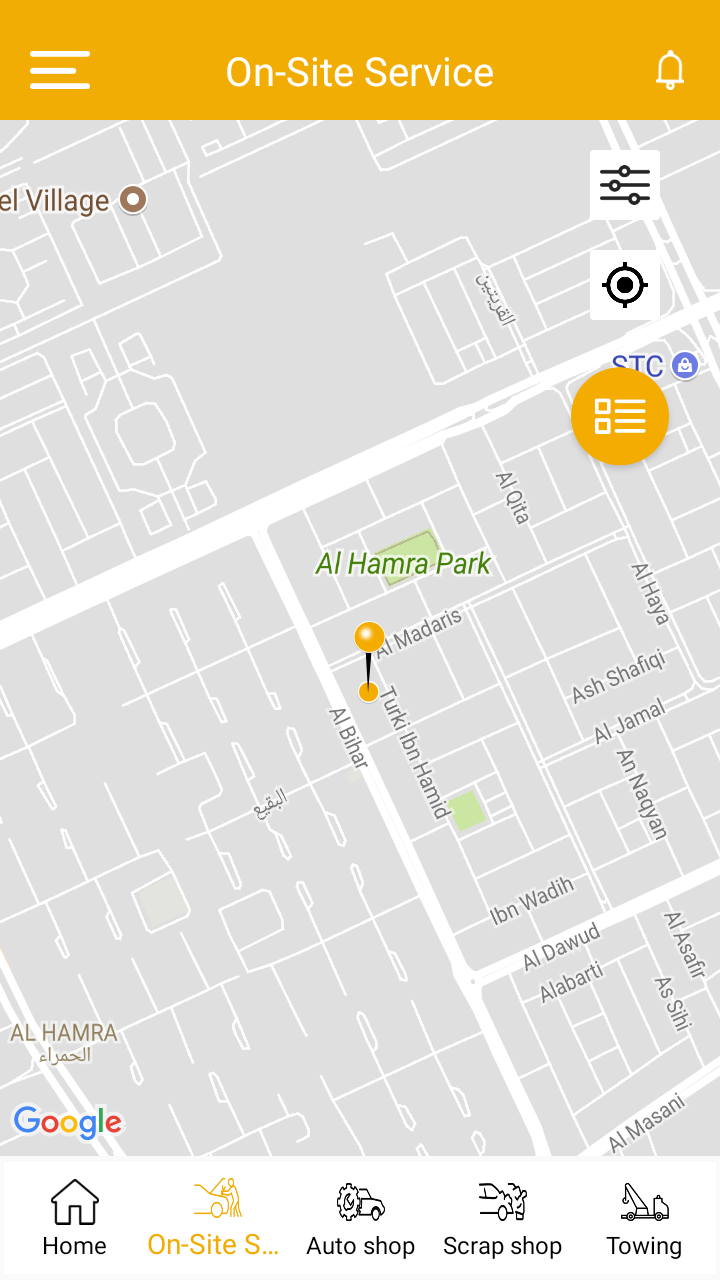 On-Site Service
el Village
القريتين
STC
Al Qita
Al Hamra Park
Al Haya
Al Madaris
Ash Shafiqi
Turki Ibn Hamid
Al Bihar
Al Jamal
An Naqyan
البقيع
Ibn Wadih
Al Dawud
Al Asafir
Alabarti
As Sihi
AL HAMRA
الحمراء
Google
Al Masani
Home
On-Site S...
Auto shop
Scrap shop
Towing